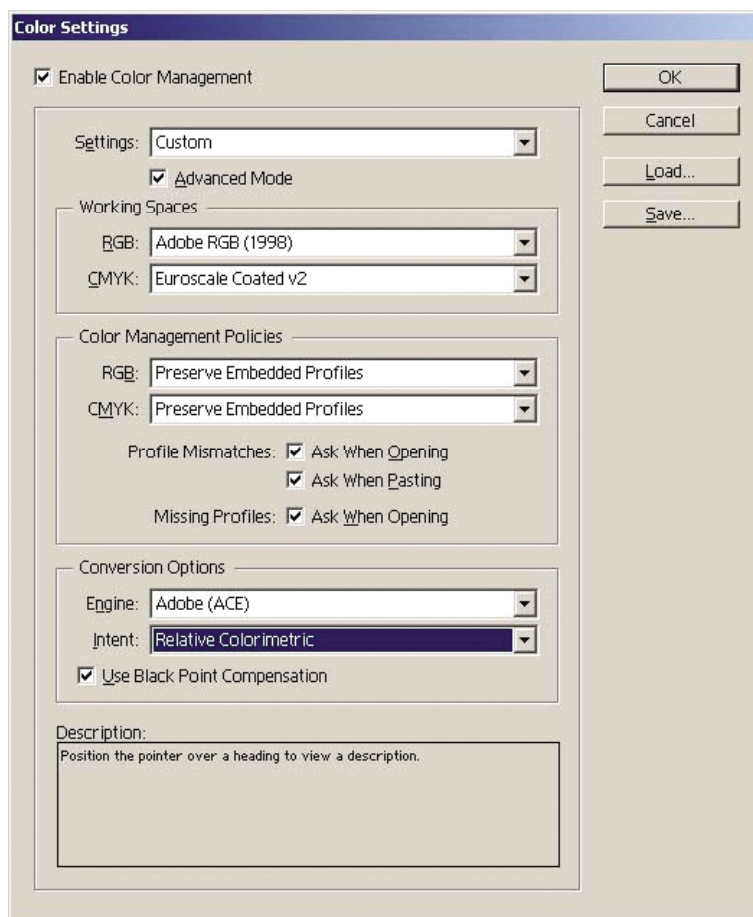 Color Settings
Enable Color Management
OK
Cancel
Load...
Save...
Settings: Custom
Advanced Mode
Working Spaces
RGB: Adobe RGB (1998)
CMYK: Euroscale Coated v2
Color Management Policies
RGB: Preserve Embedded Profiles
CMYK: Preserve Embedded Profiles
Profile Mismatches: Ask When Opening
Ask When Pasting
Missing Profiles: Ask When Opening
Conversion Options
Engine: Adobe (ACE)
Intent: Relative Colorimetric
Use Black Point Compensation
Description:
Position the pointer over a heading to view a description.